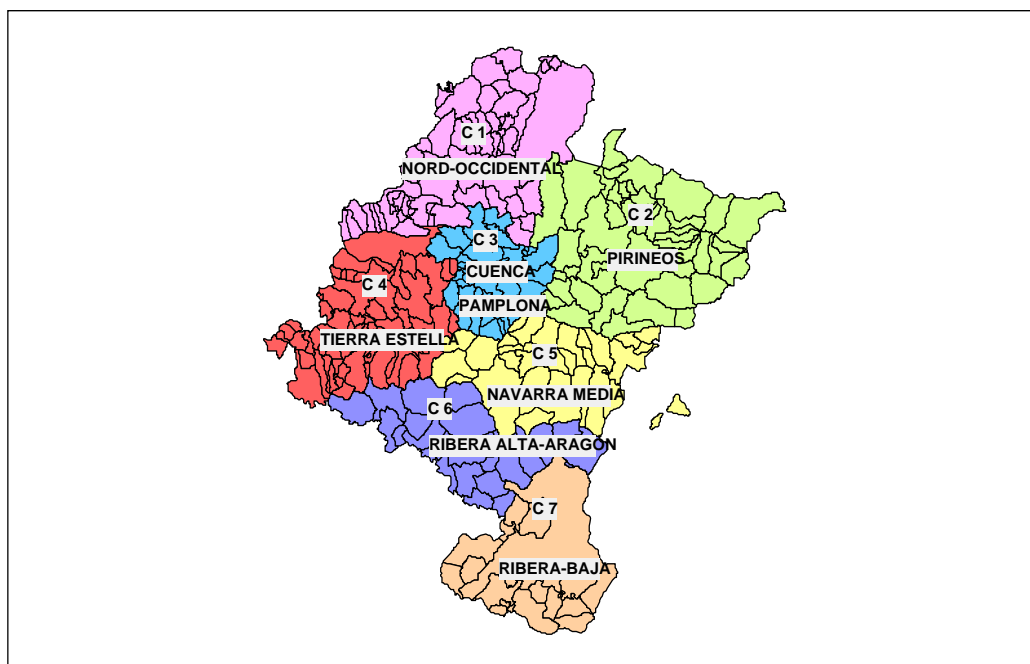 C 1
NORD-OCCIDENTAL
C 2
PIRINEOS
C 3
CUENCA
PAMPLONA
C 4
TIERRA ESTELLA
C 5
NAVARRA MEDIA
C 6
RIBERA ALTA-ARAGÓN
C 7
RIBERA-BAJA